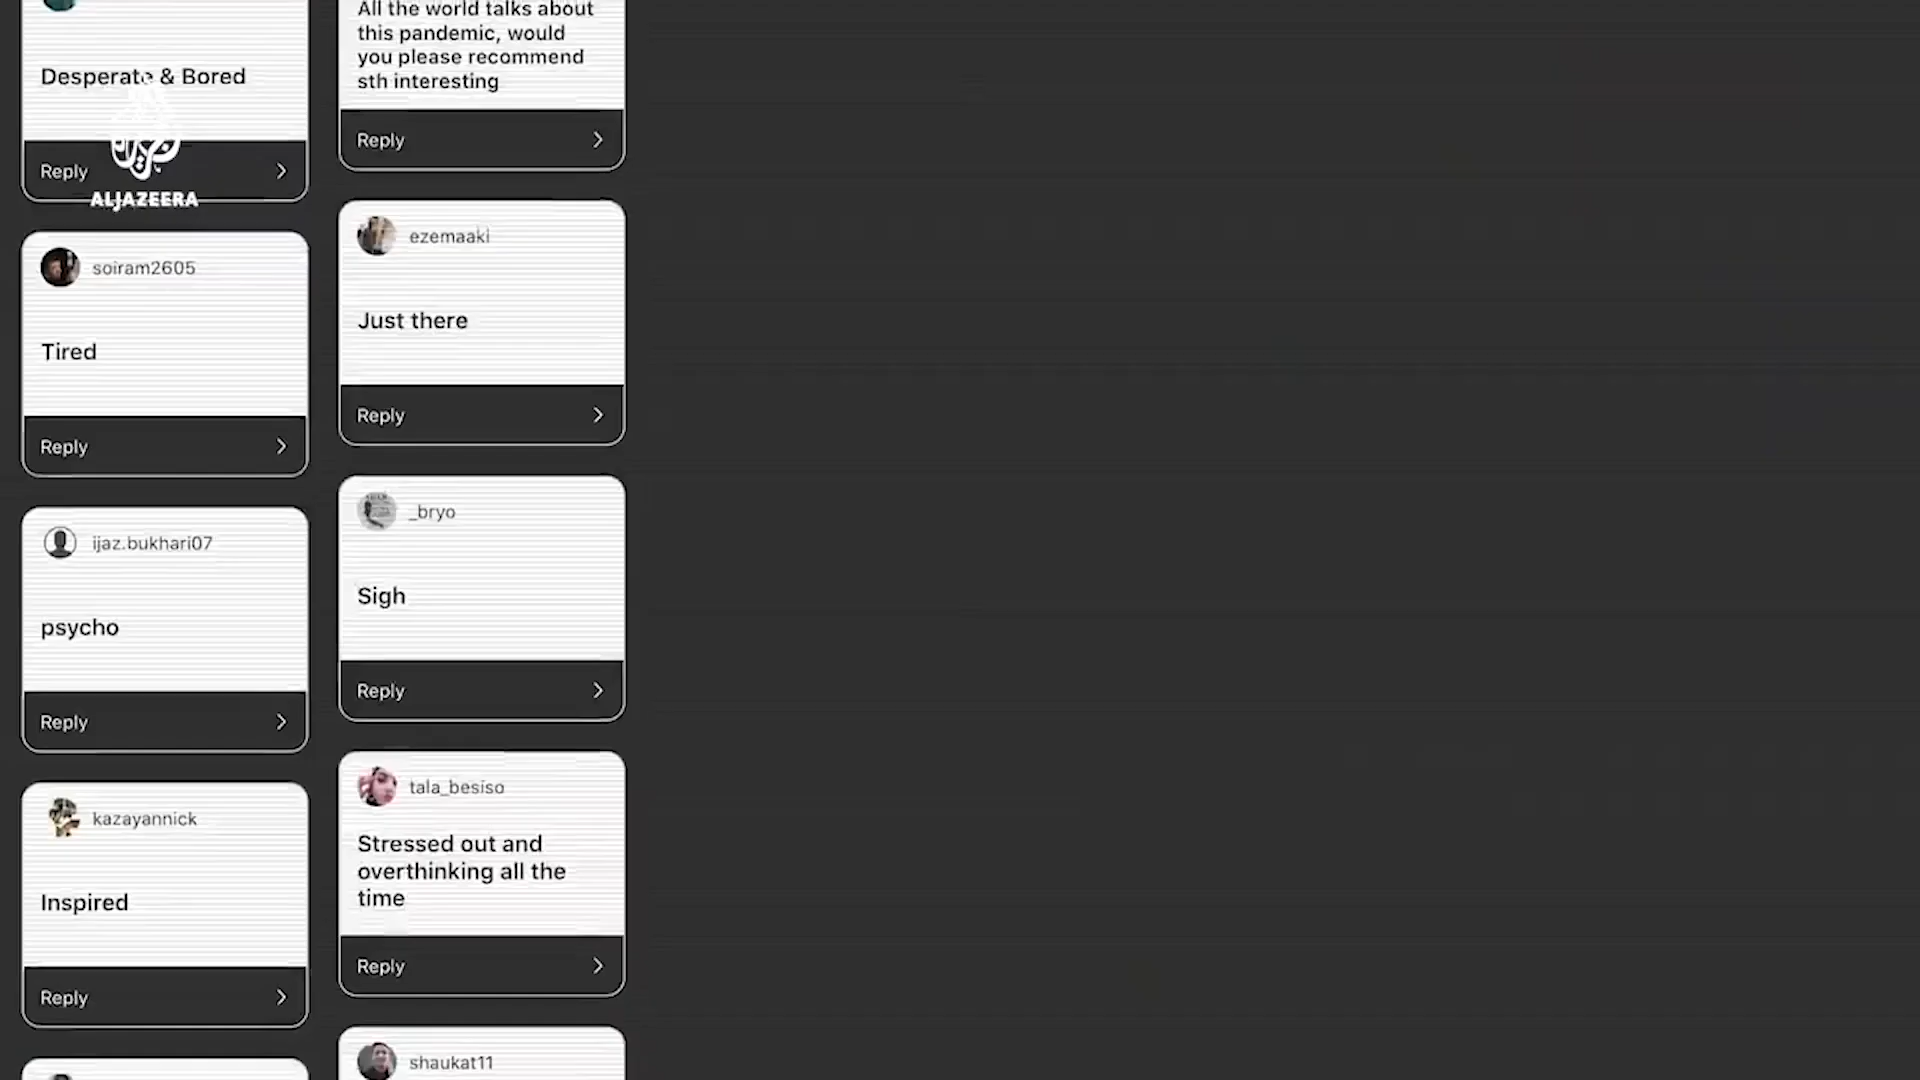 Desperate & Bored
Reply
ALJAZEERA
soiram2605
Tired
Reply
ijaz.bukhari07
psycho
Reply
kazayannick
Inspired
Reply
All the world talks about
this pandemic, would
you please recommend
sth interesting
Reply
ezemaaki
Just there
Reply
_bryo
Sigh
Reply
tala_besiso
Stressed out and
overthinking all the
time
Reply
shaukat11